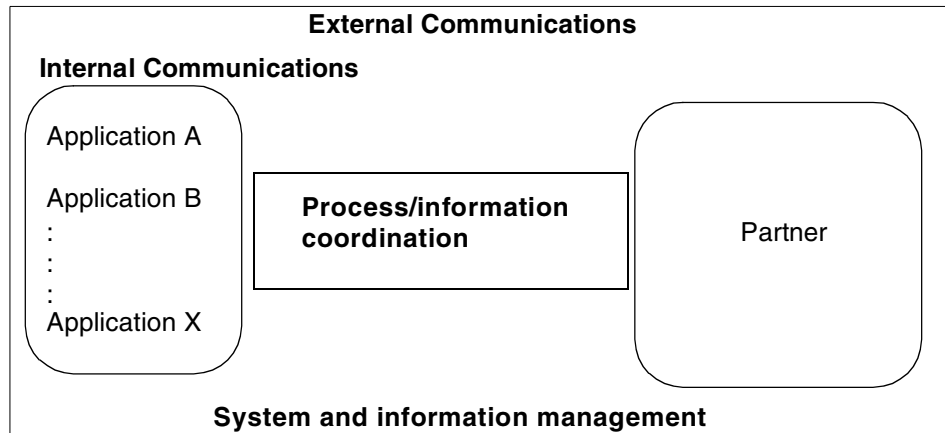 External Communications
Internal Communications
Application A
Application B
:
:
:
Application X
Process/information
coordination
Partner
System and information management